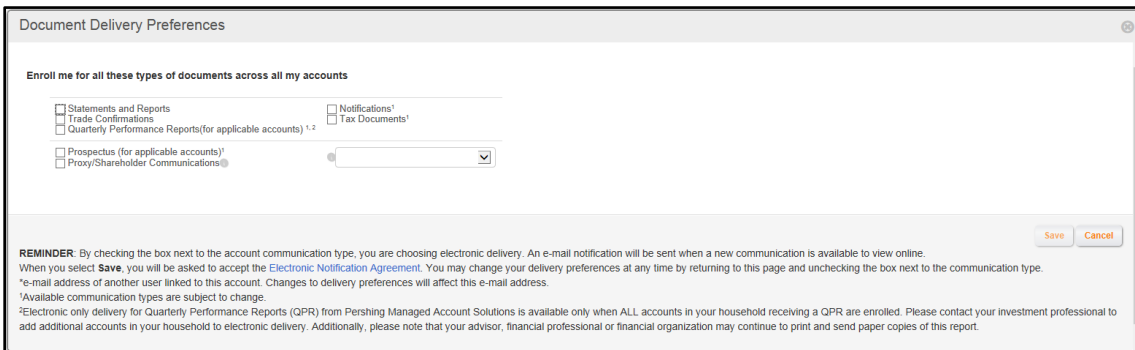 Document Delivery Preferences
Enroll me for all these types of documents across all my accounts
Statements and Reports
Notifications¹
Trade Confirmations
Tax Documents¹
Quarterly Performance Reports(for applicable accounts) ¹˒ ²
Prospectus (for applicable accounts)¹
Proxy/Shareholder Communications
Save Cancel
REMINDER: By checking the box next to the account communication type, you are choosing electronic delivery. An e-mail notification will be sent when a new communication is available to view online.
When you select Save, you will be asked to accept the Electronic Notification Agreement. You may change your delivery preferences at any time by returning to this page and unchecking the box next to the communication type.
*e-mail address of another user linked to this account. Changes to delivery preferences will affect this e-mail address.
¹Available communication types are subject to change.
²Electronic only delivery for Quarterly Performance Reports (QPR) from Pershing Managed Account Solutions is available only when ALL accounts in your household receiving a QPR are enrolled. Please contact your investment professional to
add additional accounts in your household to electronic delivery. Additionally, please note that your advisor, financial professional or financial organization may continue to print and send paper copies of this report.